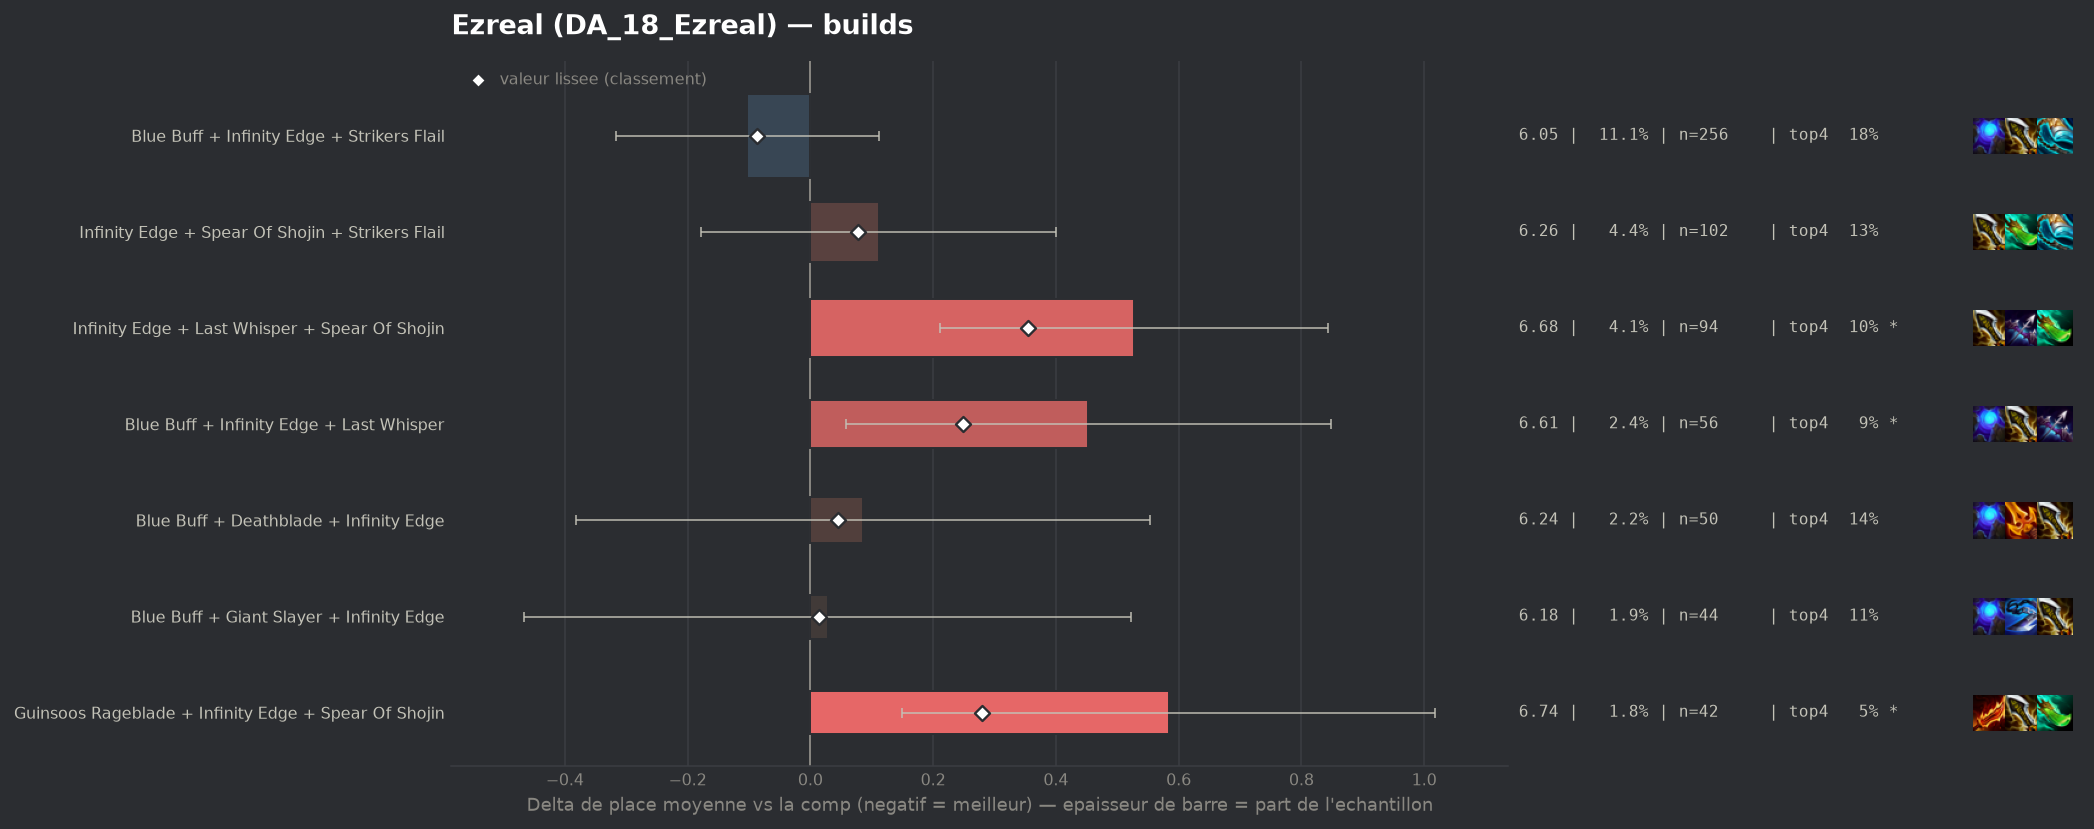 Ezreal (DA_18_Ezreal) — builds
valeur lissee (classement)
Blue Buff + Infinity Edge + Strikers Flail 6.05 | 11.1% | n=256 | top4 18%
Infinity Edge + Spear Of Shojin + Strikers Flail 6.26 | 4.4% | n=102 | top4 13%
Infinity Edge + Last Whisper + Spear Of Shojin 6.68 | 4.1% | n=94 | top4 10% *
Blue Buff + Infinity Edge + Last Whisper 6.61 | 2.4% | n=56 | top4 9% *
Blue Buff + Deathblade + Infinity Edge 6.24 | 2.2% | n=50 | top4 14%
Blue Buff + Giant Slayer + Infinity Edge 6.18 | 1.9% | n=44 | top4 11%
Guinsoos Rageblade + Infinity Edge + Spear Of Shojin 6.74 | 1.8% | n=42 | top4 5% *
−0.4 −0.2 0.0 0.2 0.4 0.6 0.8 1.0
Delta de place moyenne vs la comp (negatif = meilleur) — epaisseur de barre = part de l'echantillon